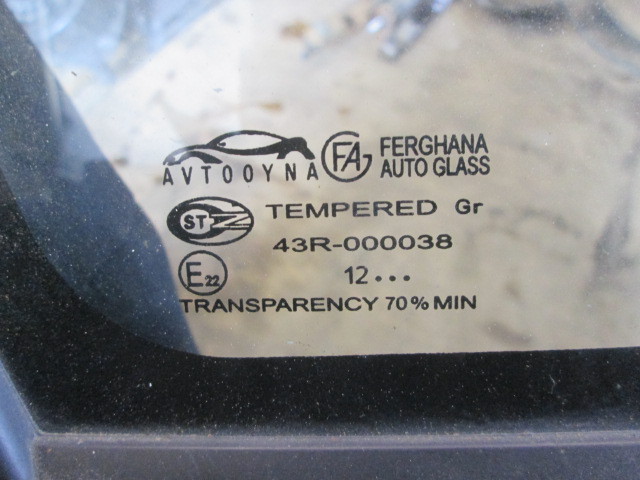 AVTOOYNA
FA
FERGHANA
AUTO GLASS
ST
TEMPERED Gr
43R-000038
E22
12...
TRANSPARENCY 70% MIN